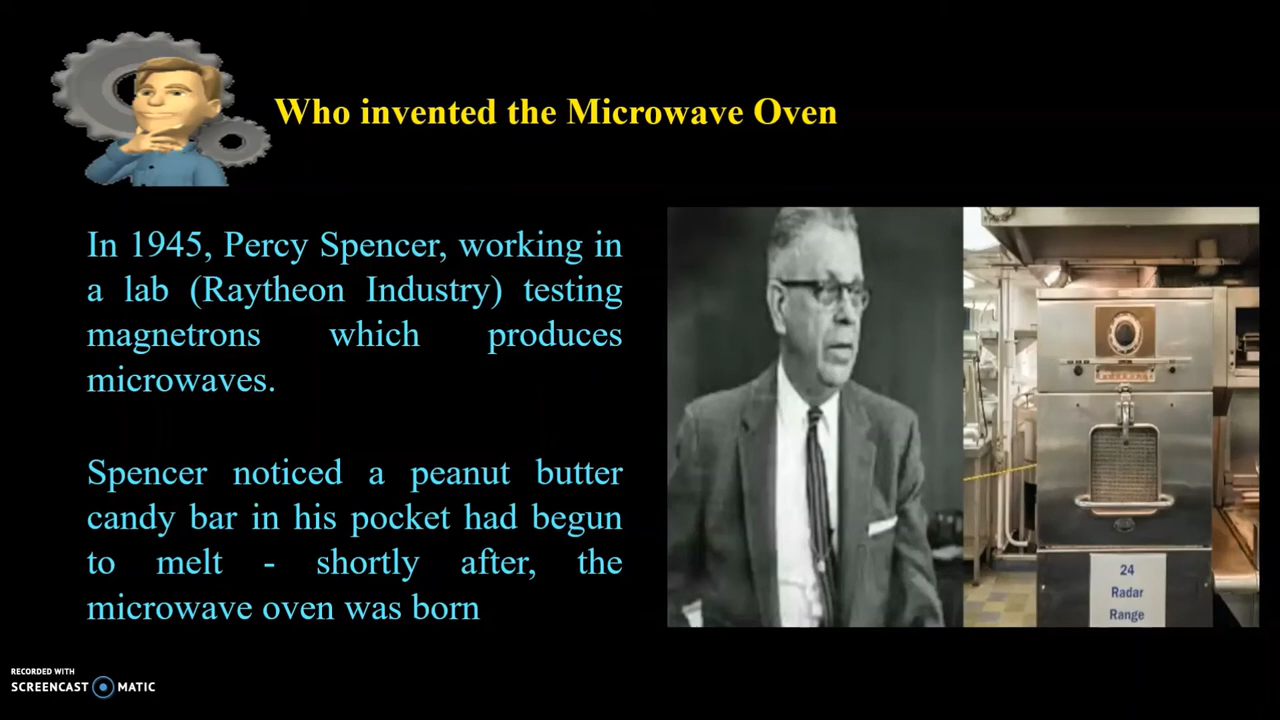 Who invented the Microwave Oven
In 1945, Percy Spencer, working in
a lab (Raytheon Industry) testing
magnetrons which produces
microwaves.
Spencer noticed a peanut butter
candy bar in his pocket had begun
to melt - shortly after, the
microwave oven was born
24
Radar
Range
RECORDED WITH
SCREENCAST MATIC